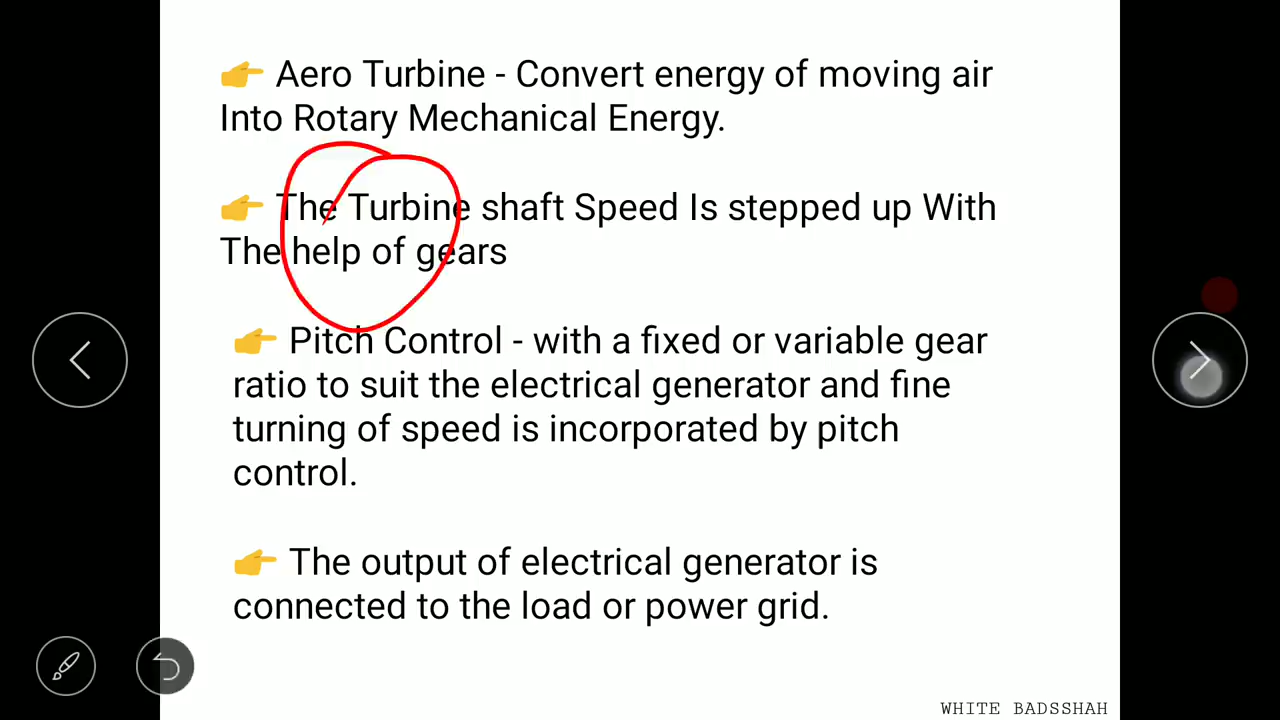 👉 Aero Turbine - Convert energy of moving air
Into Rotary Mechanical Energy.
👉 The Turbine shaft Speed Is stepped up With
The help of gears
👉 Pitch Control - with a fixed or variable gear
ratio to suit the electrical generator and fine
turning of speed is incorporated by pitch
control.
👉 The output of electrical generator is
connected to the load or power grid.
WHITE BADSSHAH